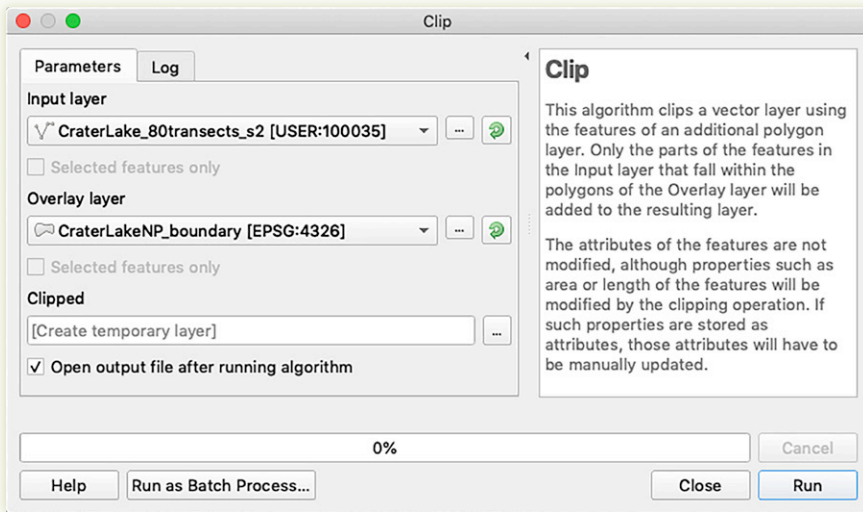 Clip
Parameters
Log
Input layer
CraterLake_80transects_s2 [USER:100035]
...
Selected features only
Overlay layer
CraterLakeNP_boundary [EPSG:4326]
...
Selected features only
Clipped
[Create temporary layer]
...
Open output file after running algorithm
Clip
This algorithm clips a vector layer using
the features of an additional polygon
layer. Only the parts of the features in
the Input layer that fall within the
polygons of the Overlay layer will be
added to the resulting layer.
The attributes of the features are not
modified, although properties such as
area or length of the features will be
modified by the clipping operation. If
such properties are stored as
attributes, those attributes will have to
be manually updated.
0%
Cancel
Help
Run as Batch Process...
Close
Run